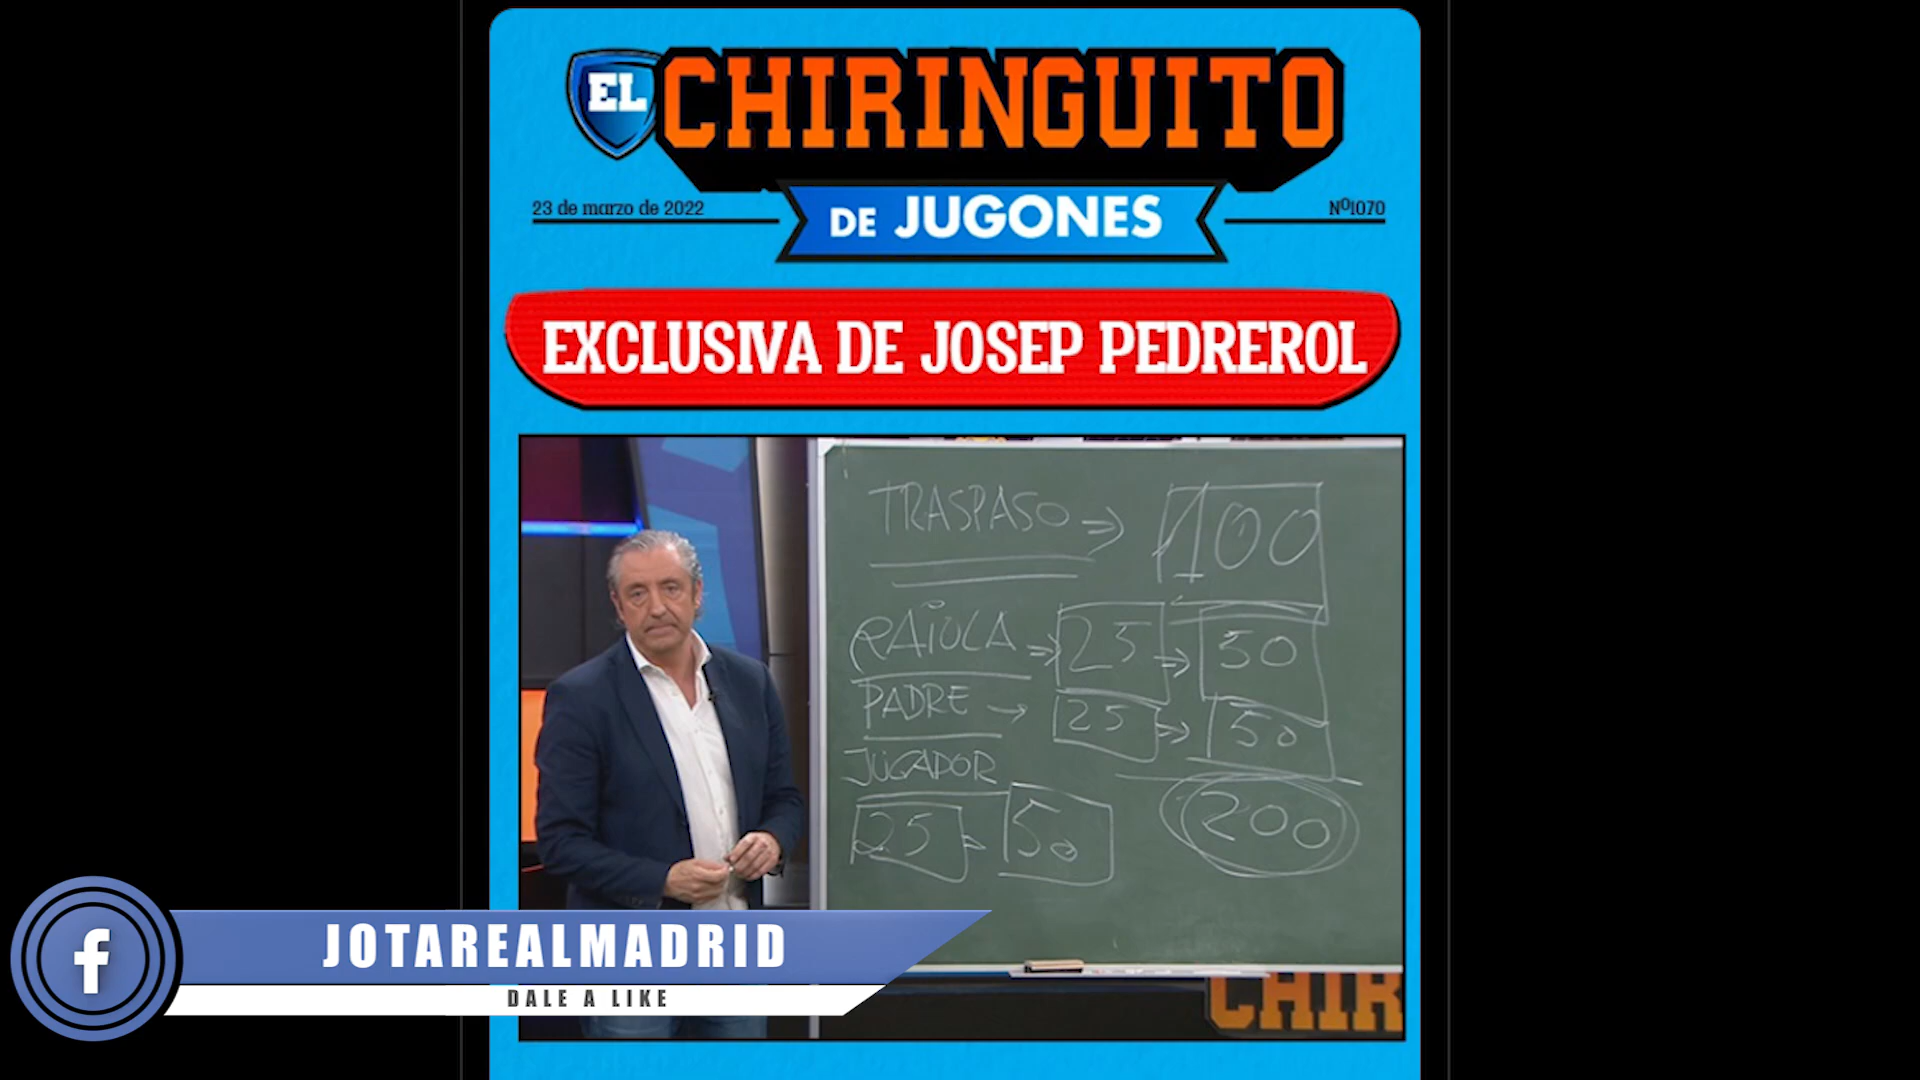 EL CHIRINGUITO
23 de marzo de 2022
DE JUGONES
Nº1070
EXCLUSIVA DE JOSEP PEDREROL
TRASPASO ⇒ 100
RAIOLA ⇒ 25 ⇒ 50
PADRE → 25 ⇒ 50
JUGADOR
25 = 50
200
CHIR
f JOTAREALMADRID
DALE A LIKE